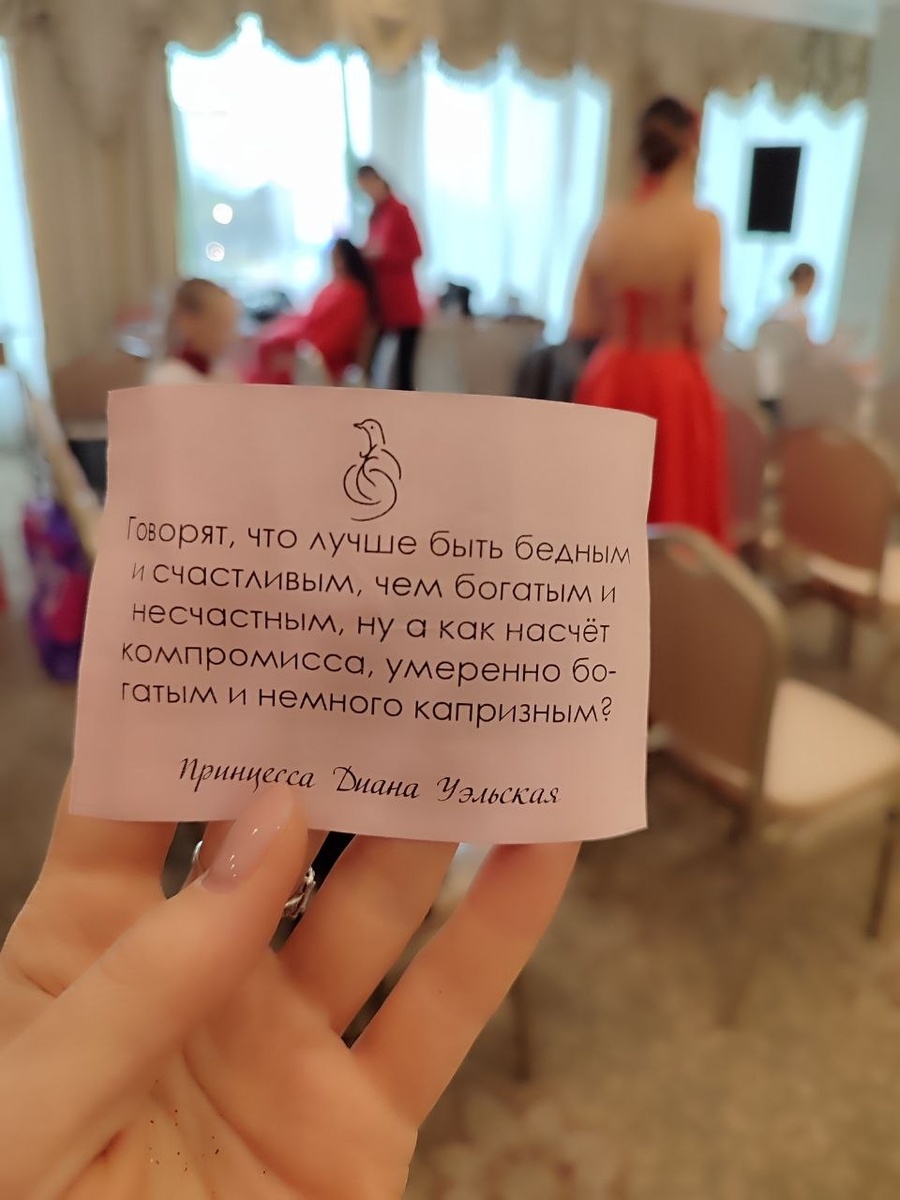 Говорят, что лучше быть бедным
и счастливым, чем богатым и
несчастным, ну а как насчёт
компромисса, умеренно бо-
гатым и немного капризным?
Принцесса Диана Уэльская